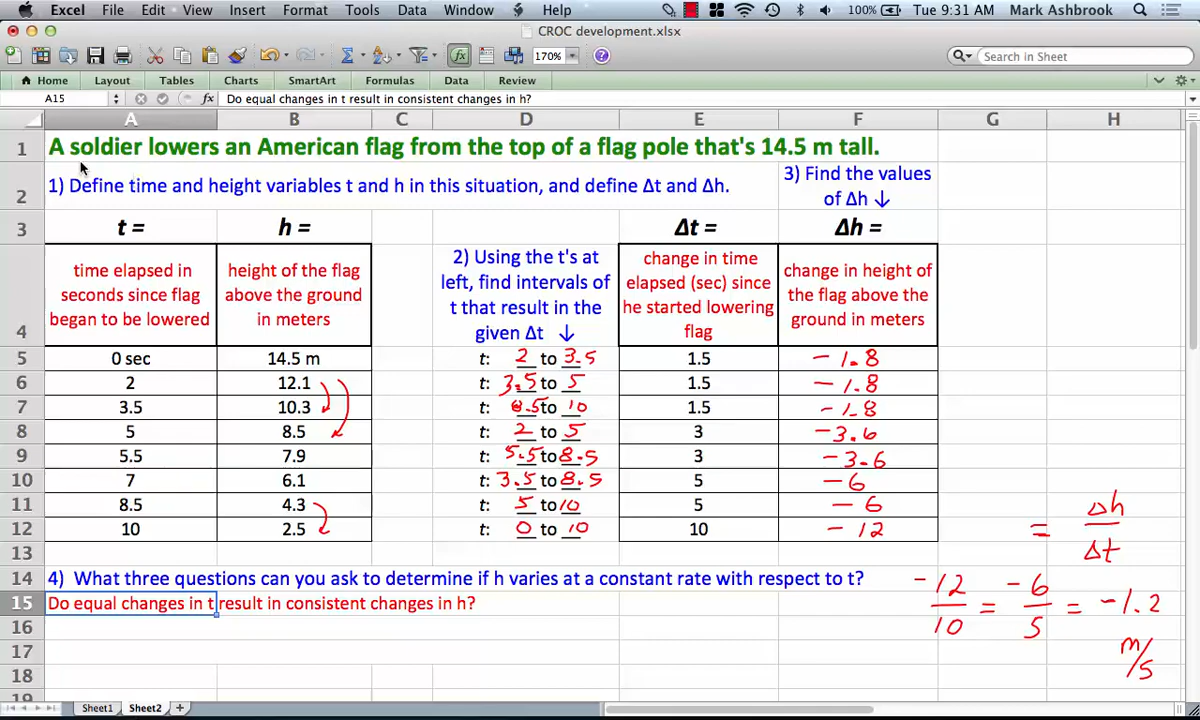 Excel File Edit View Insert Format Tools Data Window Help 100% Tue 9:31 AM Mark Ashbrook
CROC development.xlsx
170% Search in Sheet
Home Layout Tables Charts SmartArt Formulas Data Review
A15 fx Do equal changes in t result in consistent changes in h?
A B C D E F G H
1 A soldier lowers an American flag from the top of a flag pole that's 14.5 m tall.
2 1) Define time and height variables t and h in this situation, and define Δt and Δh. 3) Find the values
of Δh ↓
3 t = h = Δt = Δh =
4
time elapsed in
seconds since flag
began to be lowered
height of the flag
above the ground
in meters
2) Using the t's at
left, find intervals of
t that result in the
given Δt ↓
change in time
elapsed (sec) since
he started lowering
flag
change in height of
the flag above the
ground in meters
5 0 sec 14.5 m t: 2 to 3.5 1.5 -1.8
6 2 12.1 t: 3.5 to 5 1.5 -1.8
7 3.5 10.3 t: 8.5 to 10 1.5 -1.8
8 5 8.5 t: 2 to 5 3 -3.6
9 5.5 7.9 t: 5.5 to 8.5 3 -3.6
10 7 6.1 t: 3.5 to 8.5 5 -6
11 8.5 4.3 t: 5 to 10 5 -6
12 10 2.5 t: 0 to 10 10 -12
= Δh / Δt
13
14 4) What three questions can you ask to determine if h varies at a constant rate with respect to t?
15 Do equal changes in t result in consistent changes in h?
-12 / 10 = -6 / 5 = -1.2
m/s
16
17
18
19
Sheet1 Sheet2 +